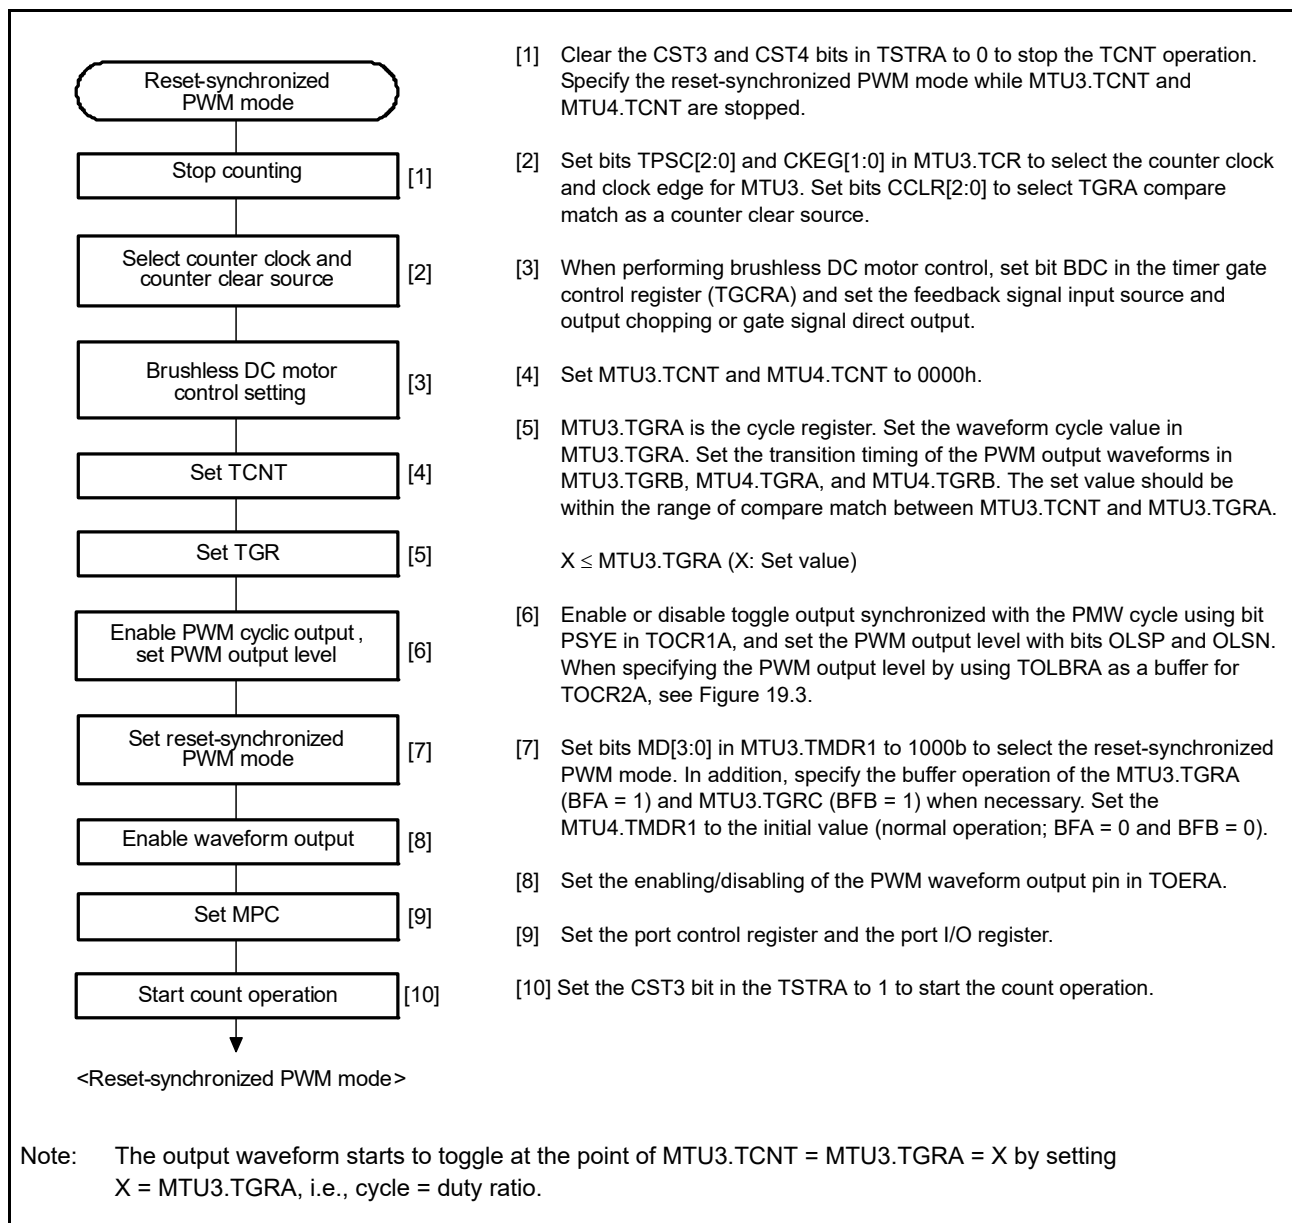 Reset-synchronized
PWM mode
Stop counting
[1]
Select counter clock and
counter clear source
[2]
Brushless DC motor
control setting
[3]
Set TCNT
[4]
Set TGR
[5]
Enable PWM cyclic output ,
set PWM output level
[6]
Set reset-synchronized
PWM mode
[7]
Enable waveform output
[8]
Set MPC
[9]
Start count operation
[10]
<Reset-synchronized PWM mode>
[1] Clear the CST3 and CST4 bits in TSTRA to 0 to stop the TCNT operation.
Specify the reset-synchronized PWM mode while MTU3.TCNT and
MTU4.TCNT are stopped.
[2] Set bits TPSC[2:0] and CKEG[1:0] in MTU3.TCR to select the counter clock
and clock edge for MTU3. Set bits CCLR[2:0] to select TGRA compare
match as a counter clear source.
[3] When performing brushless DC motor control, set bit BDC in the timer gate
control register (TGCRA) and set the feedback signal input source and
output chopping or gate signal direct output.
[4] Set MTU3.TCNT and MTU4.TCNT to 0000h.
[5] MTU3.TGRA is the cycle register. Set the waveform cycle value in
MTU3.TGRA. Set the transition timing of the PWM output waveforms in
MTU3.TGRB, MTU4.TGRA, and MTU4.TGRB. The set value should be
within the range of compare match between MTU3.TCNT and MTU3.TGRA.
X ≤ MTU3.TGRA (X: Set value)
[6] Enable or disable toggle output synchronized with the PMW cycle using bit
PSYE in TOCR1A, and set the PWM output level with bits OLSP and OLSN.
When specifying the PWM output level by using TOLBRA as a buffer for
TOCR2A, see Figure 19.3.
[7] Set bits MD[3:0] in MTU3.TMDR1 to 1000b to select the reset-synchronized
PWM mode. In addition, specify the buffer operation of the MTU3.TGRA
(BFA = 1) and MTU3.TGRC (BFB = 1) when necessary. Set the
MTU4.TMDR1 to the initial value (normal operation; BFA = 0 and BFB = 0).
[8] Set the enabling/disabling of the PWM waveform output pin in TOERA.
[9] Set the port control register and the port I/O register.
[10] Set the CST3 bit in the TSTRA to 1 to start the count operation.
Note: The output waveform starts to toggle at the point of MTU3.TCNT = MTU3.TGRA = X by setting
X = MTU3.TGRA, i.e., cycle = duty ratio.